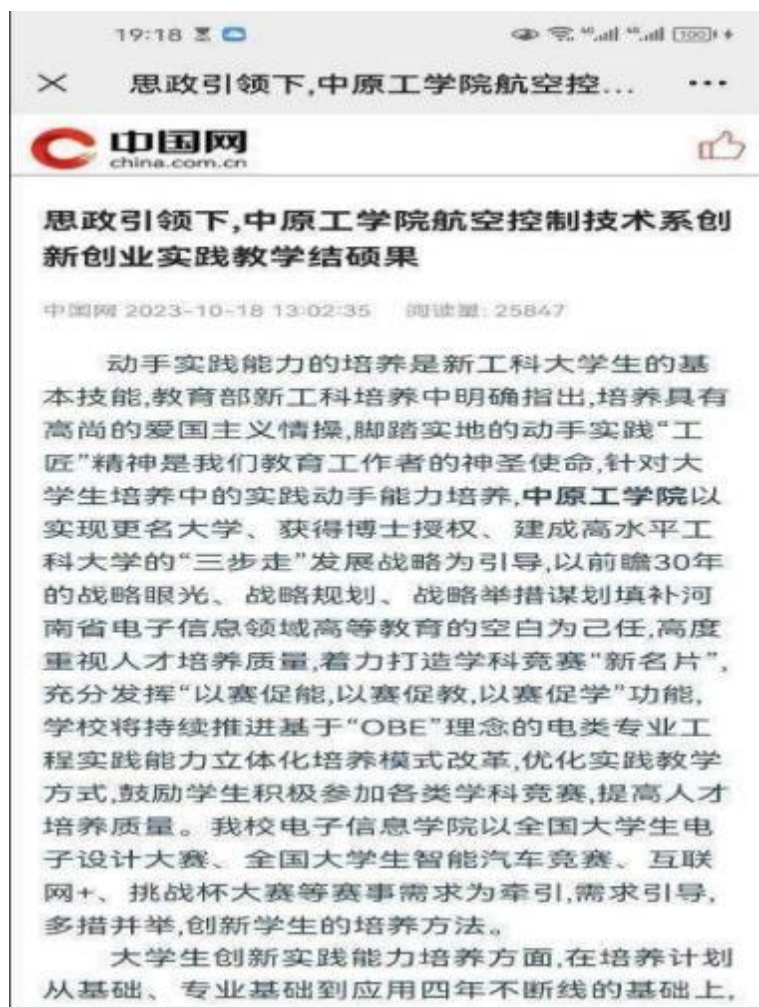 19:18
100
思政引领下,中原工学院航空控...
中国网
china.com.cn
思政引领下,中原工学院航空控制技术系创
新创业实践教学结硕果
中国网 2023-10-18 13:02:35 阅读量: 25847
动手实践能力的培养是新工科大学生的基
本技能,教育部新工科培养中明确指出,培养具有
高尚的爱国主义情操,脚踏实地的动手实践“工
匠”精神是我们教育工作者的神圣使命,针对大
学生培养中的实践动手能力培养,中原工学院以
实现更名大学、获得博士授权、建成高水平工
科大学的“三步走”发展战略为引导,以前瞻30年
的战略眼光、战略规划、战略举措谋划填补河
南省电子信息领域高等教育的空白为己任,高度
重视人才培养质量,着力打造学科竞赛“新名片”,
充分发挥“以赛促能,以赛促教,以赛促学”功能,
学校将持续推进基于“OBE”理念的电类专业工
程实践能力立体化培养模式改革,优化实践教学
方式,鼓励学生积极参加各类学科竞赛,提高人才
培养质量。我校电子信息学院以全国大学生电
子设计大赛、全国大学生智能汽车竞赛、互联
网+、挑战杯大赛等赛事需求为牵引,需求引导,
多措并举,创新学生的培养方法。
大学生创新实践能力培养方面,在培养计划
从基础、专业基础到应用四年不断线的基础上,